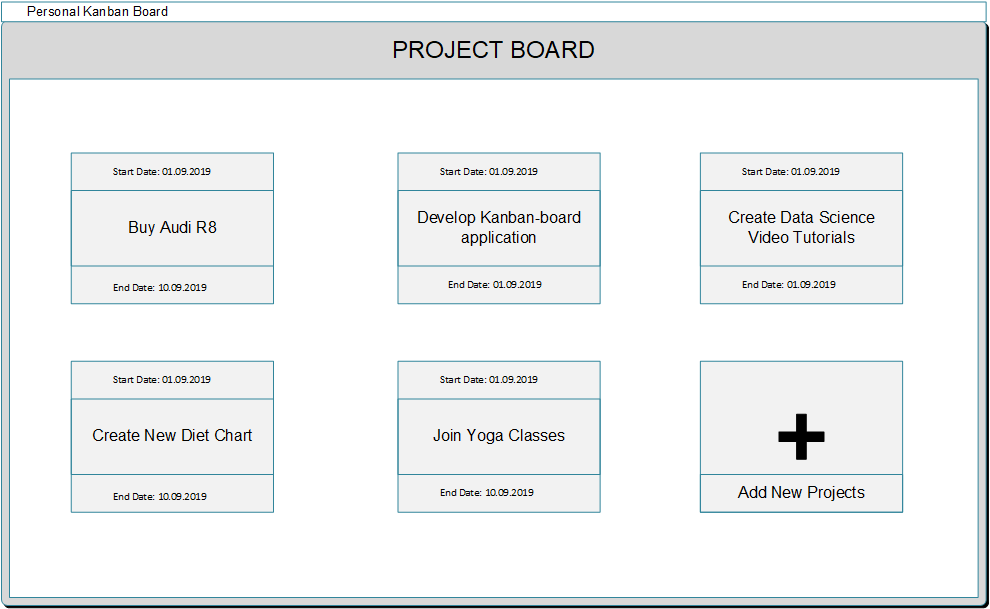 Personal Kanban Board
PROJECT BOARD
Start Date: 01.09.2019
Buy Audi R8
End Date: 10.09.2019
Start Date: 01.09.2019
Develop Kanban-board
application
End Date: 01.09.2019
Start Date: 01.09.2019
Create Data Science
Video Tutorials
End Date: 01.09.2019
Start Date: 01.09.2019
Create New Diet Chart
End Date: 10.09.2019
Start Date: 01.09.2019
Join Yoga Classes
End Date: 10.09.2019
Add New Projects